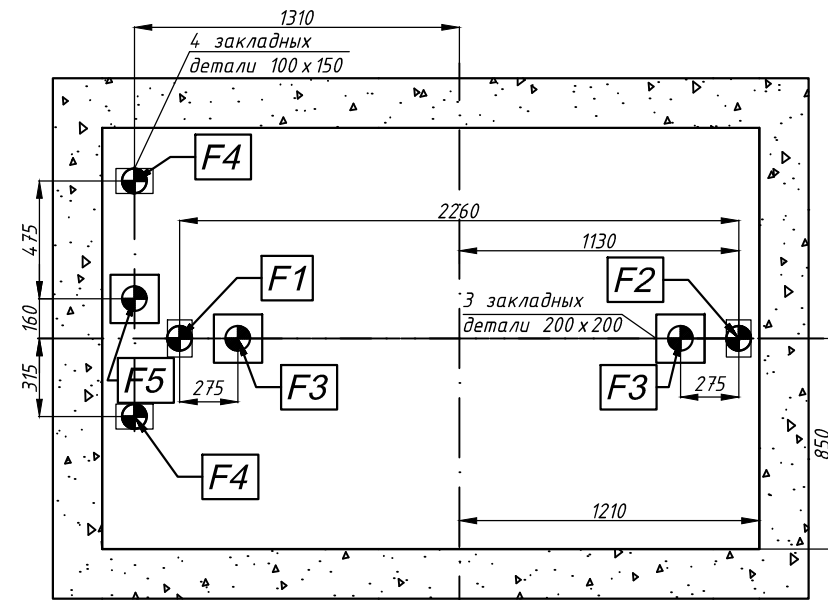 1310
4 закладных
детали 100 x 150
F4
2260
475
1130
F1
F2
3 закладных
детали 200 x 200
160
F5
275
F3
F3
275
315
F4
850
1210